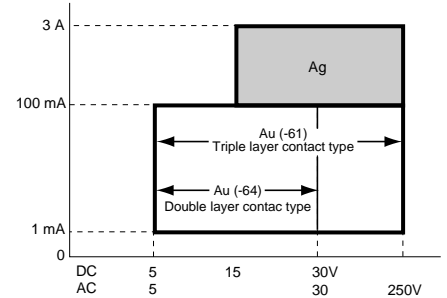 3 A
Ag
100 mA
Au (-61)
Triple layer contact type
Au (-64)
Double layer contac type
1 mA
0
DC 5 15 30V
AC 5 30 250V